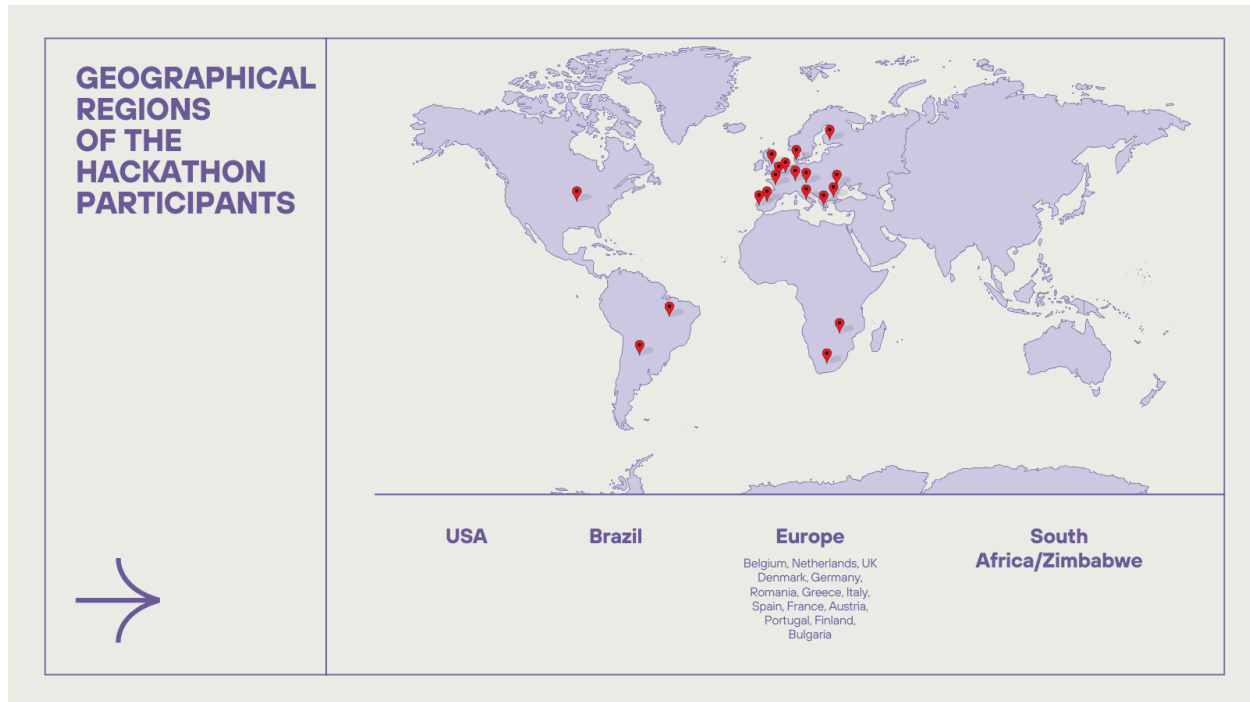 GEOGRAPHICAL
REGIONS
OF THE
HACKATHON
PARTICIPANTS
USA
Brazil
Europe
Belgium, Netherlands, UK
Denmark, Germany,
Romania, Greece, Italy,
Spain, France, Austria,
Portugal, Finland,
Bulgaria
South
Africa/Zimbabwe